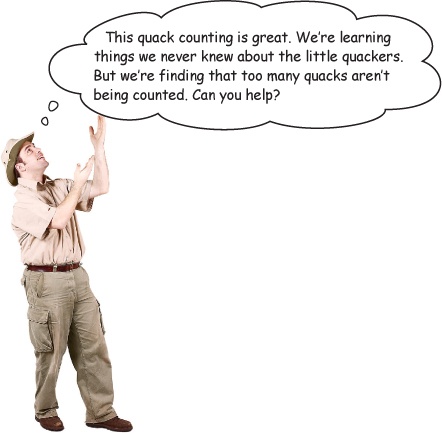 This quack counting is great. We're learning
things we never knew about the little quackers.
But we're finding that too many quacks aren't
being counted. Can you help?